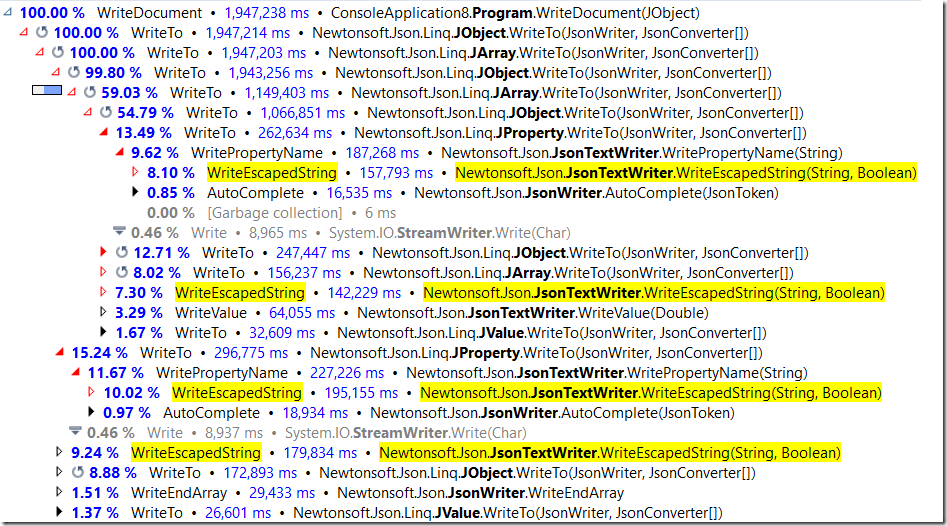 100.00 % WriteDocument • 1,947,238 ms • ConsoleApplication8.Program.WriteDocument(JObject)
100.00 % WriteTo • 1,947,214 ms • Newtonsoft.Json.Linq.JObject.WriteTo(JsonWriter, JsonConverter[])
100.00 % WriteTo • 1,947,203 ms • Newtonsoft.Json.Linq.JArray.WriteTo(JsonWriter, JsonConverter[])
99.80 % WriteTo • 1,943,256 ms • Newtonsoft.Json.Linq.JObject.WriteTo(JsonWriter, JsonConverter[])
59.03 % WriteTo • 1,149,403 ms • Newtonsoft.Json.Linq.JArray.WriteTo(JsonWriter, JsonConverter[])
54.79 % WriteTo • 1,066,851 ms • Newtonsoft.Json.Linq.JObject.WriteTo(JsonWriter, JsonConverter[])
13.49 % WriteTo • 262,634 ms • Newtonsoft.Json.Linq.JProperty.WriteTo(JsonWriter, JsonConverter[])
9.62 % WritePropertyName • 187,268 ms • Newtonsoft.Json.JsonTextWriter.WritePropertyName(String)
8.10 % WriteEscapedString • 157,793 ms • Newtonsoft.Json.JsonTextWriter.WriteEscapedString(String, Boolean)
0.85 % AutoComplete • 16,535 ms • Newtonsoft.Json.JsonWriter.AutoComplete(JsonToken)
0.00 % [Garbage collection] • 6 ms
0.46 % Write • 8,965 ms • System.IO.StreamWriter.Write(Char)
12.71 % WriteTo • 247,447 ms • Newtonsoft.Json.Linq.JObject.WriteTo(JsonWriter, JsonConverter[])
8.02 % WriteTo • 156,237 ms • Newtonsoft.Json.Linq.JArray.WriteTo(JsonWriter, JsonConverter[])
7.30 % WriteEscapedString • 142,229 ms • Newtonsoft.Json.JsonTextWriter.WriteEscapedString(String, Boolean)
3.29 % WriteValue • 64,055 ms • Newtonsoft.Json.JsonTextWriter.WriteValue(Double)
1.67 % WriteTo • 32,609 ms • Newtonsoft.Json.Linq.JValue.WriteTo(JsonWriter, JsonConverter[])
15.24 % WriteTo • 296,775 ms • Newtonsoft.Json.Linq.JProperty.WriteTo(JsonWriter, JsonConverter[])
11.67 % WritePropertyName • 227,226 ms • Newtonsoft.Json.JsonTextWriter.WritePropertyName(String)
10.02 % WriteEscapedString • 195,155 ms • Newtonsoft.Json.JsonTextWriter.WriteEscapedString(String, Boolean)
0.97 % AutoComplete • 18,934 ms • Newtonsoft.Json.JsonWriter.AutoComplete(JsonToken)
0.46 % Write • 8,937 ms • System.IO.StreamWriter.Write(Char)
9.24 % WriteEscapedString • 179,834 ms • Newtonsoft.Json.JsonTextWriter.WriteEscapedString(String, Boolean)
8.88 % WriteTo • 172,893 ms • Newtonsoft.Json.Linq.JObject.WriteTo(JsonWriter, JsonConverter[])
1.51 % WriteEndArray • 29,433 ms • Newtonsoft.Json.JsonWriter.WriteEndArray
1.37 % WriteTo • 26,601 ms • Newtonsoft.Json.Linq.JValue.WriteTo(JsonWriter, JsonConverter[])